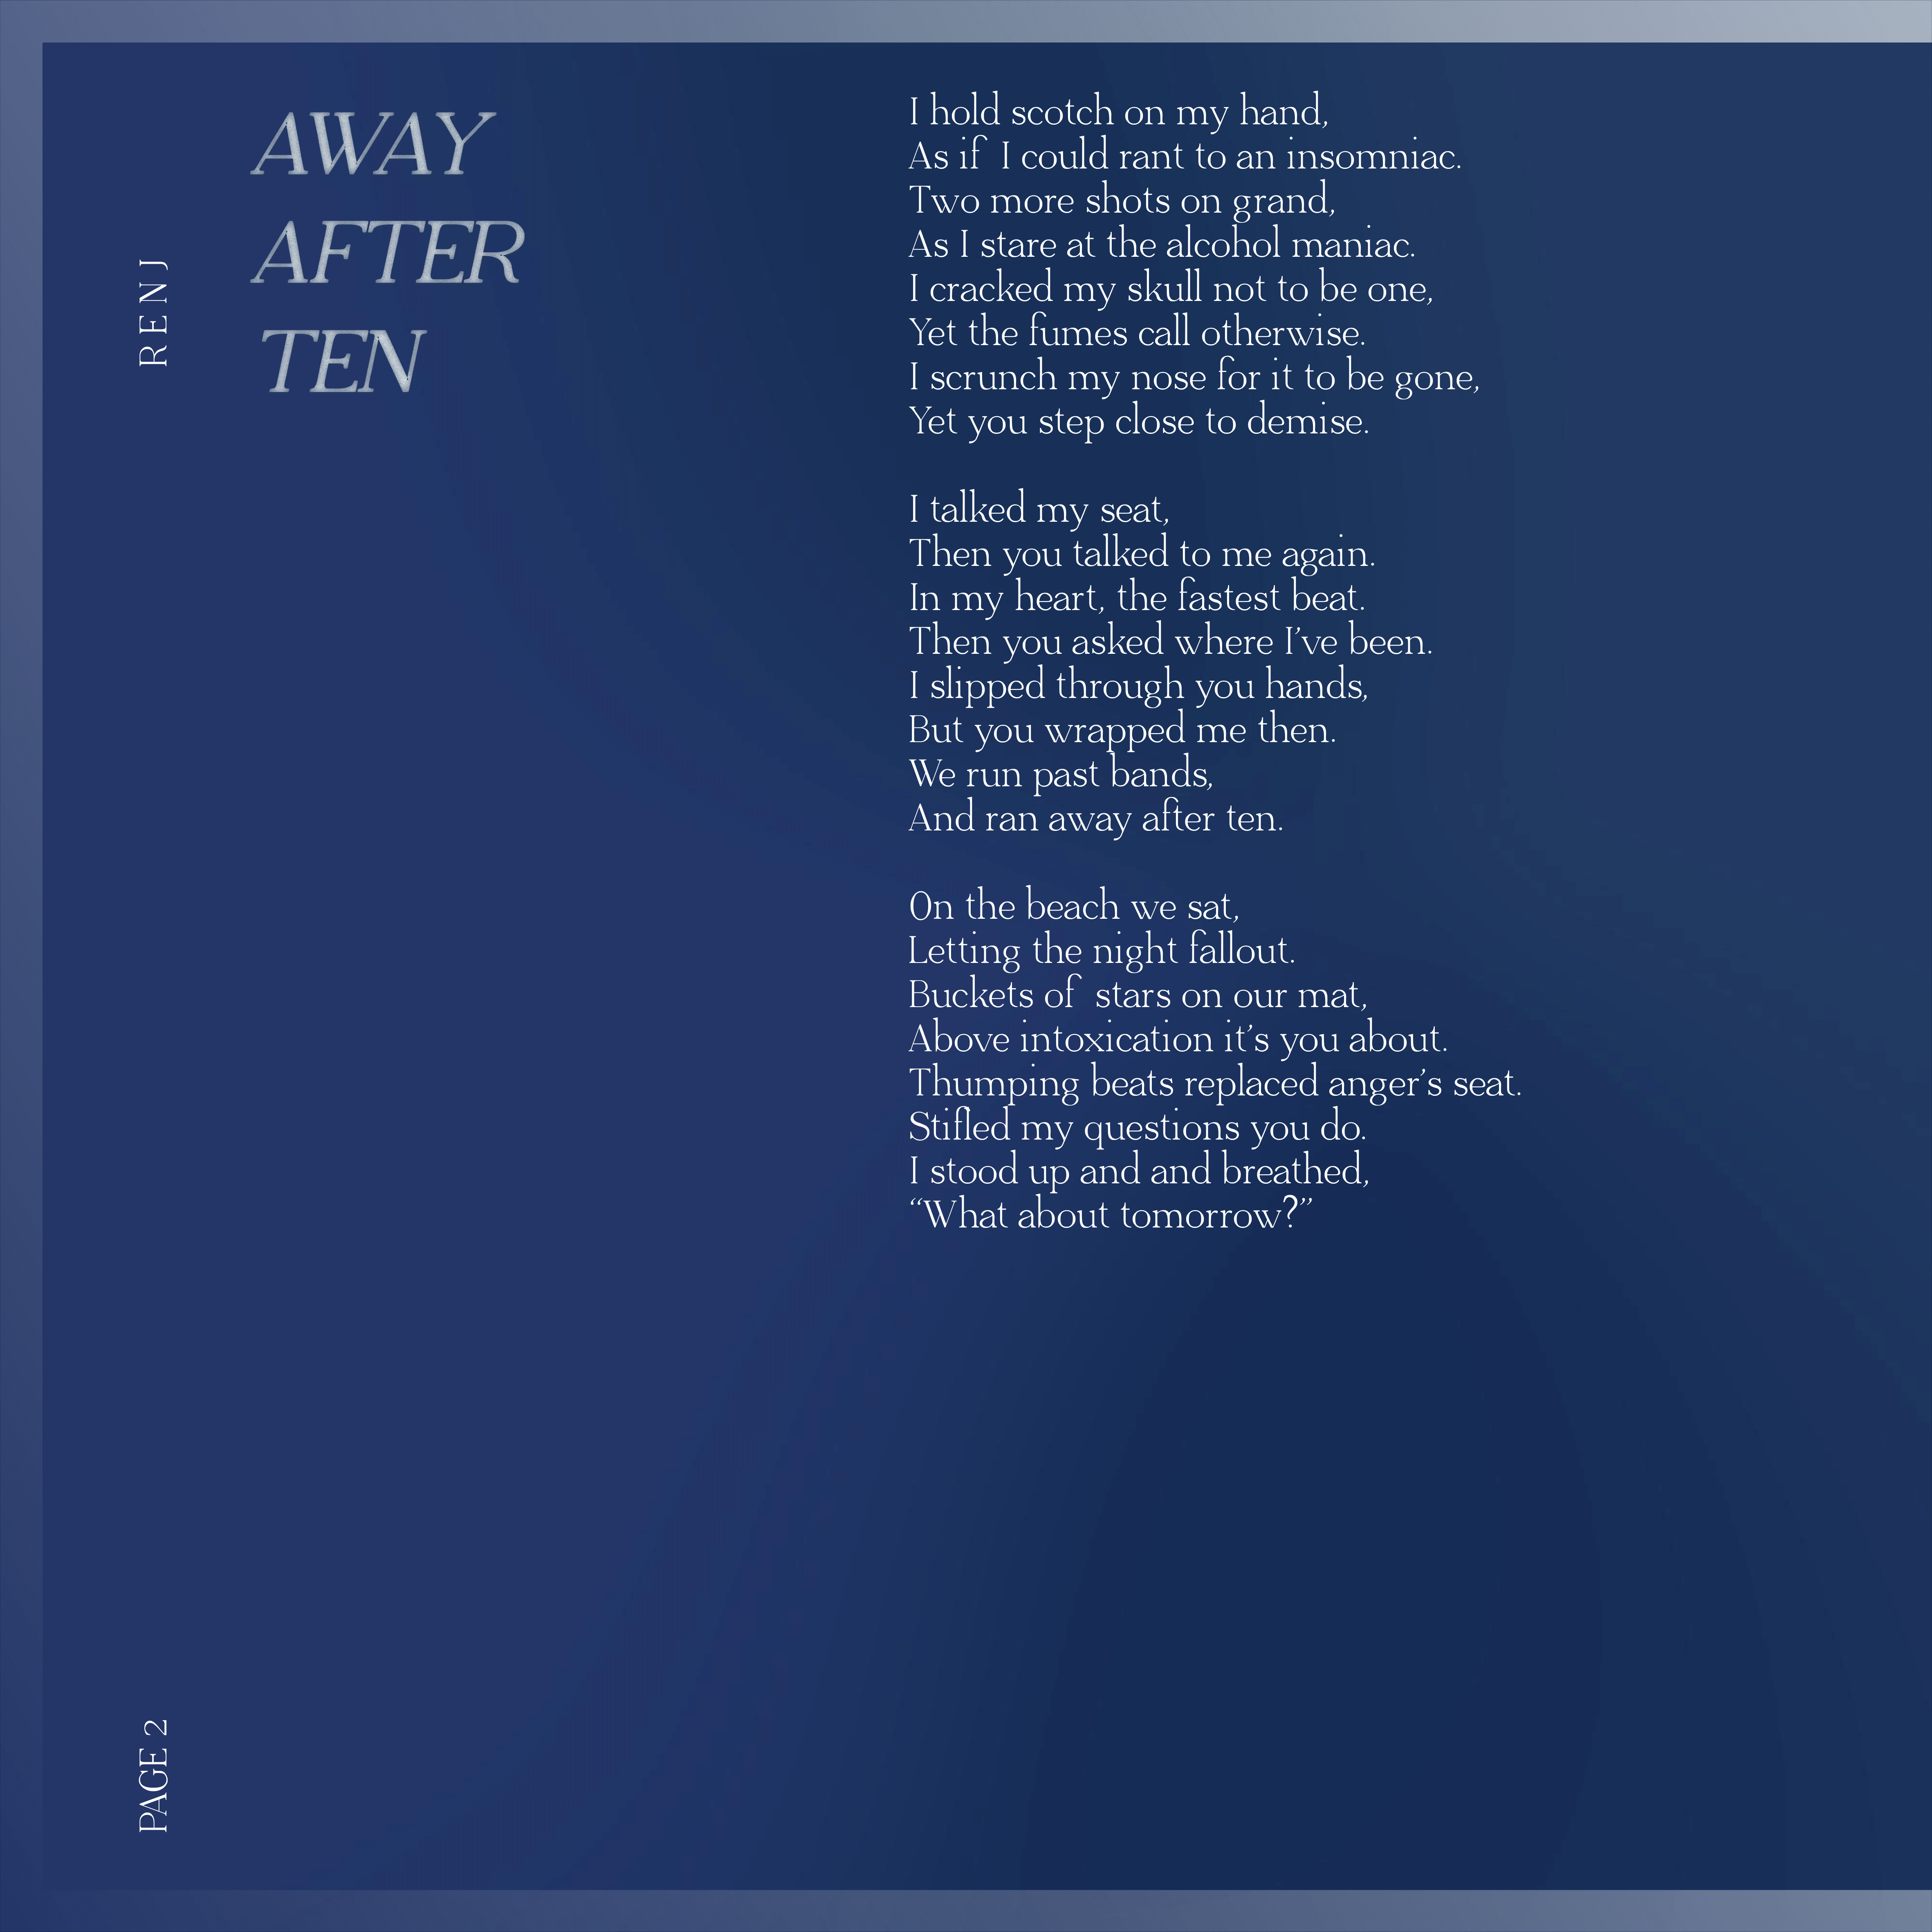 AWAY
AFTER
TEN
RENJ
I hold scotch on my hand,
As if I could rant to an insomniac.
Two more shots on grand,
As I stare at the alcohol maniac.
I cracked my skull not to be one,
Yet the fumes call otherwise.
I scrunch my nose for it to be gone,
Yet you step close to demise.
I talked my seat,
Then you talked to me again.
In my heart, the fastest beat.
Then you asked where I’ve been.
I slipped through you hands,
But you wrapped me then.
We run past bands,
And ran away after ten.
On the beach we sat,
Letting the night fallout.
Buckets of stars on our mat,
Above intoxication it’s you about.
Thumping beats replaced anger’s seat.
Stifled my questions you do.
I stood up and and breathed,
“What about tomorrow?”
PAGE 2